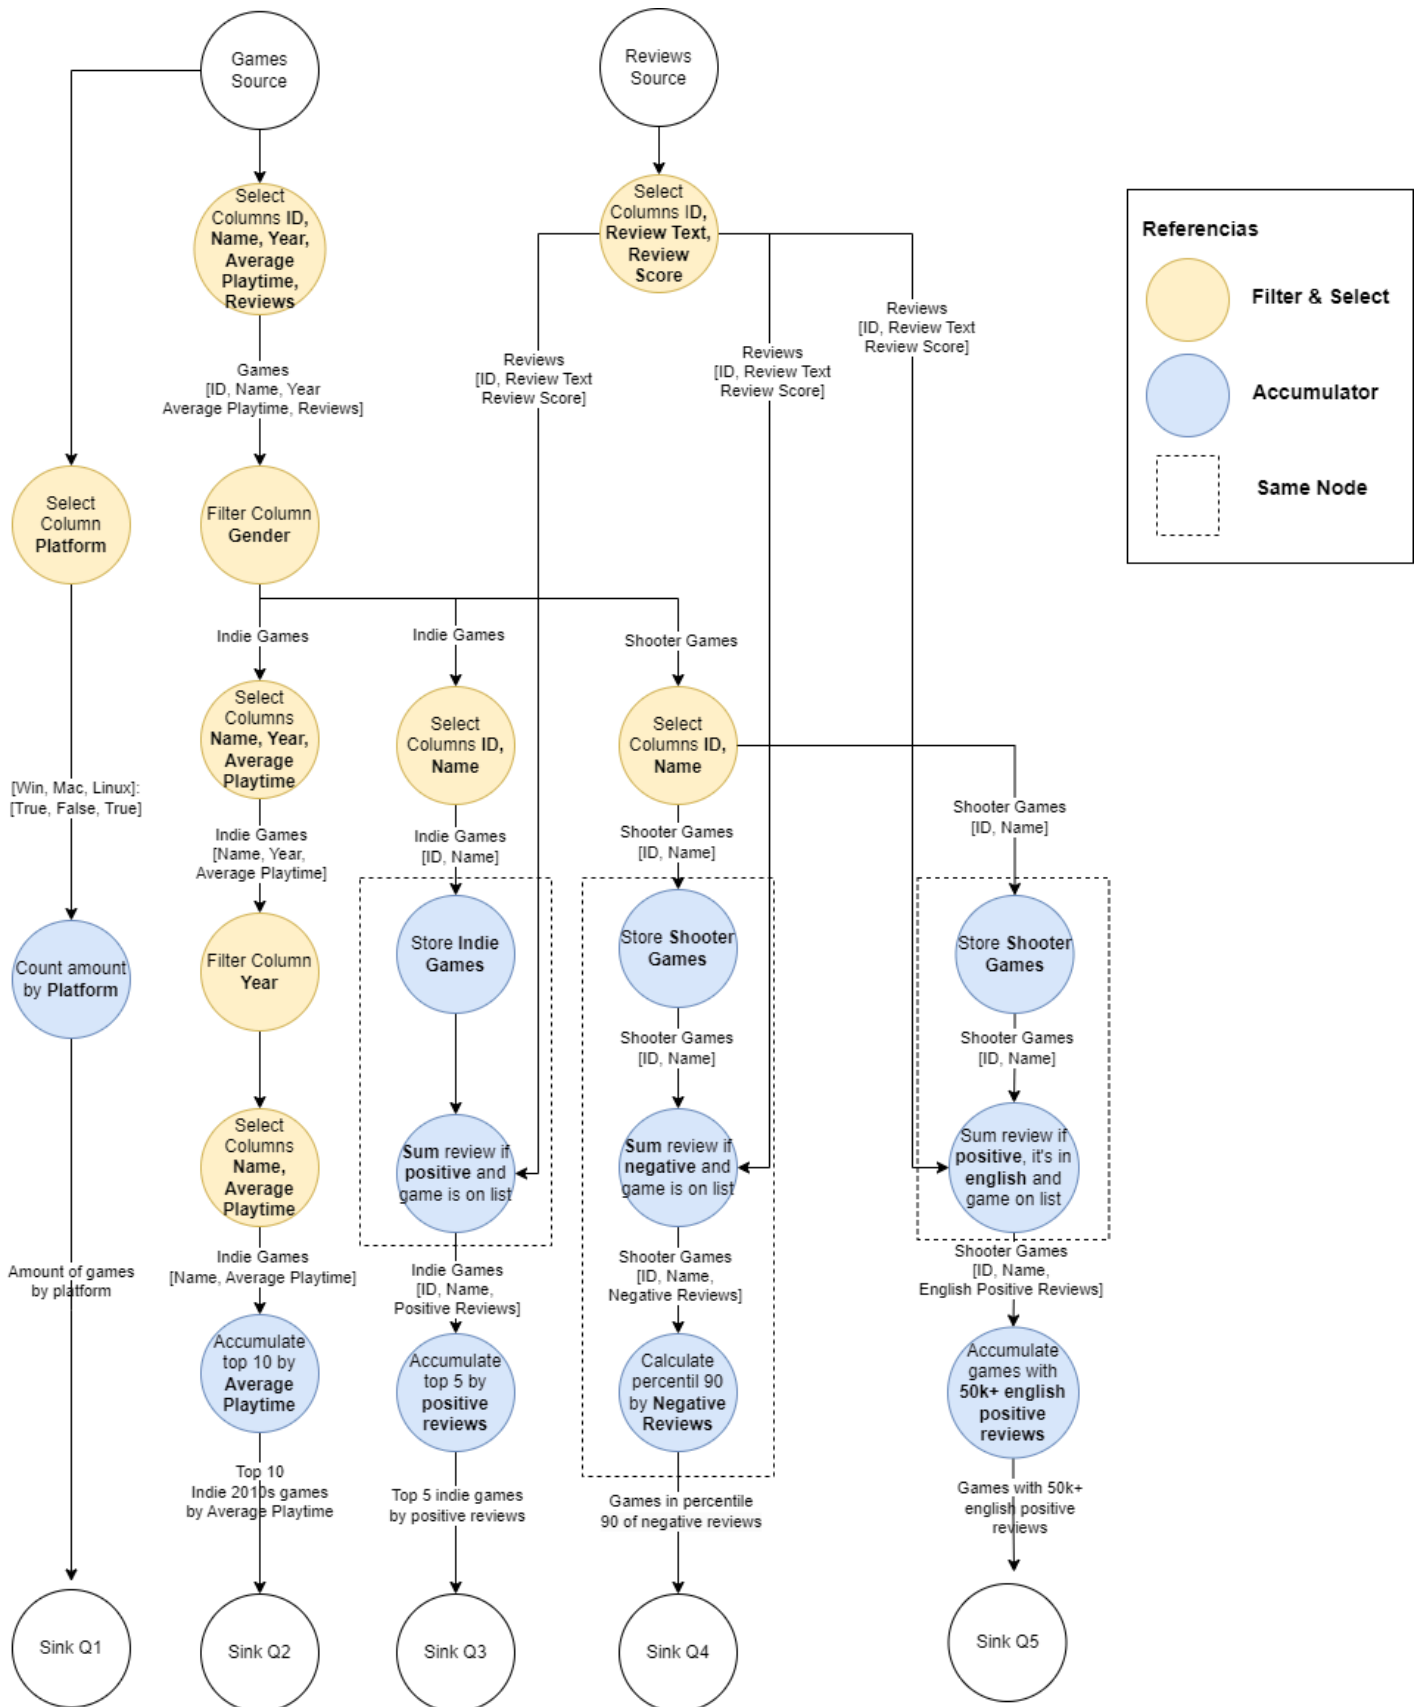 Games
Source
Reviews
Source
Select
Columns ID,
Name, Year,
Average
Playtime,
Reviews
Select
Columns ID,
Review Text,
Review
Score
Referencias
Filter & Select
Accumulator
Same Node
Games
[ID, Name, Year
Average Playtime, Reviews]
Reviews
[ID, Review Text
Review Score]
Reviews
[ID, Review Text
Review Score]
Reviews
[ID, Review Text
Review Score]
Select
Column
Platform
Filter Column
Gender
Indie Games
Indie Games
Shooter Games
Select
Columns
Name, Year,
Average
Playtime
Select
Columns ID,
Name
Select
Columns ID,
Name
[Win, Mac, Linux]:
[True, False, True]
Indie Games
[Name, Year,
Average Playtime]
Indie Games
[ID, Name]
Shooter Games
[ID, Name]
Shooter Games
[ID, Name]
Count amount
by Platform
Filter Column
Year
Store Indie
Games
Store Shooter
Games
Store Shooter
Games
Shooter Games
[ID, Name]
Shooter Games
[ID, Name]
Select
Columns
Name,
Average
Playtime
Sum review if
positive and
game is on list
Sum review if
negative and
game is on list
Sum review if
positive, it's in
english and
game on list
Amount of games
by platform
Indie Games
[Name, Average Playtime]
Indie Games
[ID, Name,
Positive Reviews]
Shooter Games
[ID, Name,
Negative Reviews]
Shooter Games
[ID, Name,
English Positive Reviews]
Accumulate
top 10 by
Average
Playtime
Accumulate
top 5 by
positive
reviews
Calculate
percentil 90
by Negative
Reviews
Accumulate
games with
50k+ english
positive
reviews
Top 10
Indie 2010s games
by Average Playtime
Top 5 indie games
by positive reviews
Games in percentile
90 of negative reviews
Games with 50k+
english positive
reviews
Sink Q1
Sink Q2
Sink Q3
Sink Q4
Sink Q5